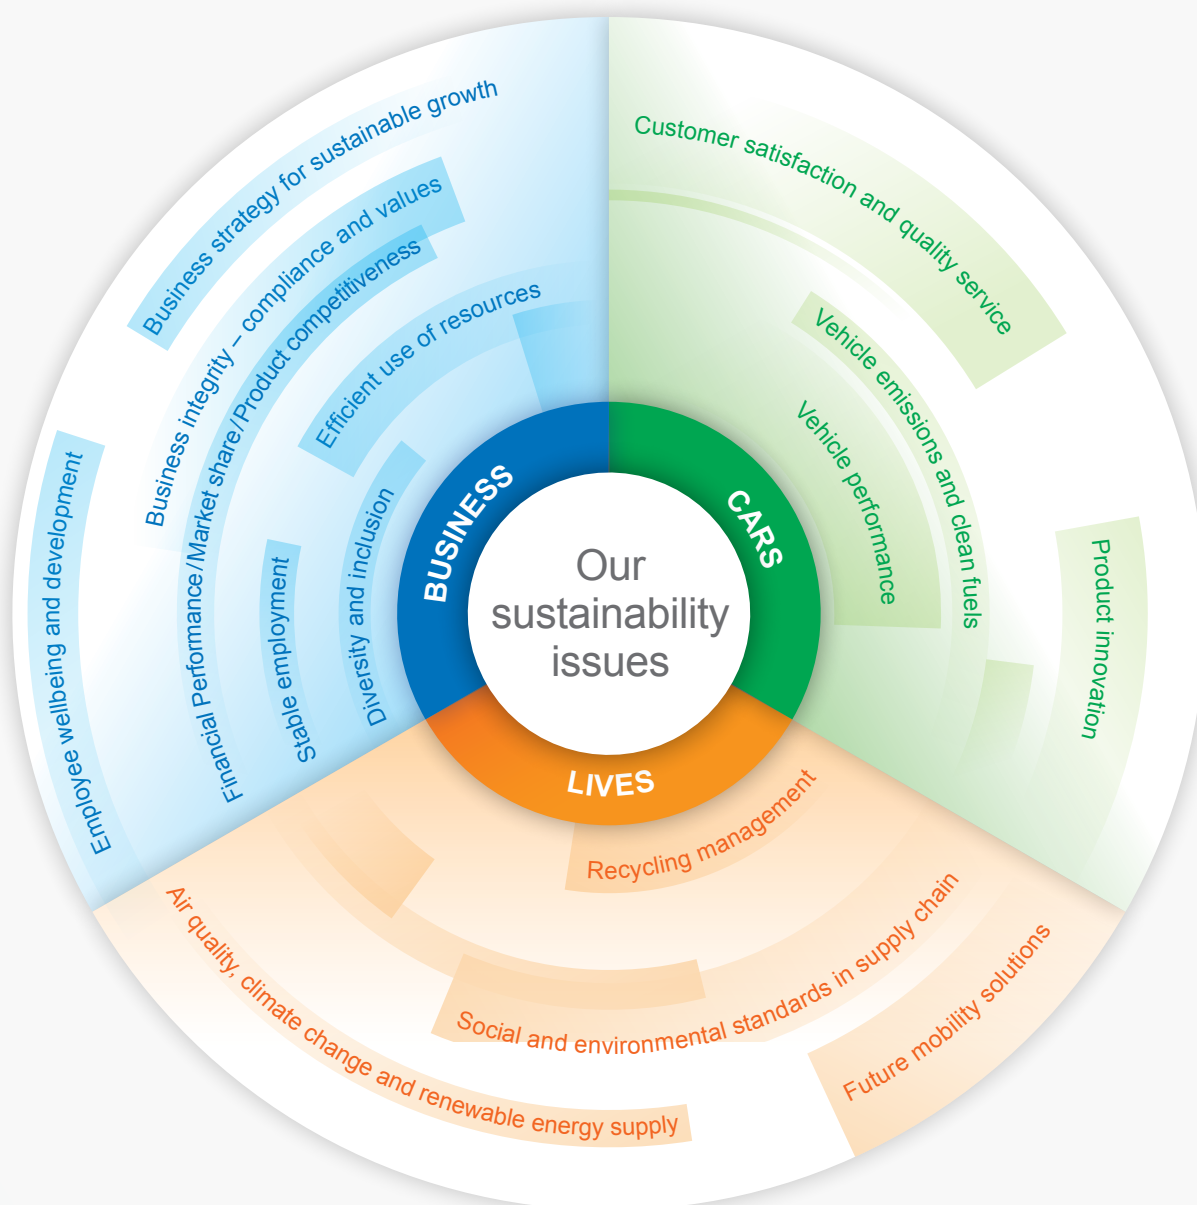 Our
sustainability
issues
BUSINESS
Business strategy for sustainable growth
Business integrity – compliance and values
Financial Performance/Market share/Product competitiveness
Efficient use of resources
Employee wellbeing and development
Stable employment
Diversity and inclusion
CARS
Customer satisfaction and quality service
Vehicle emissions and clean fuels
Vehicle performance
Product innovation
LIVES
Recycling management
Social and environmental standards in supply chain
Future mobility solutions
Air quality, climate change and renewable energy supply